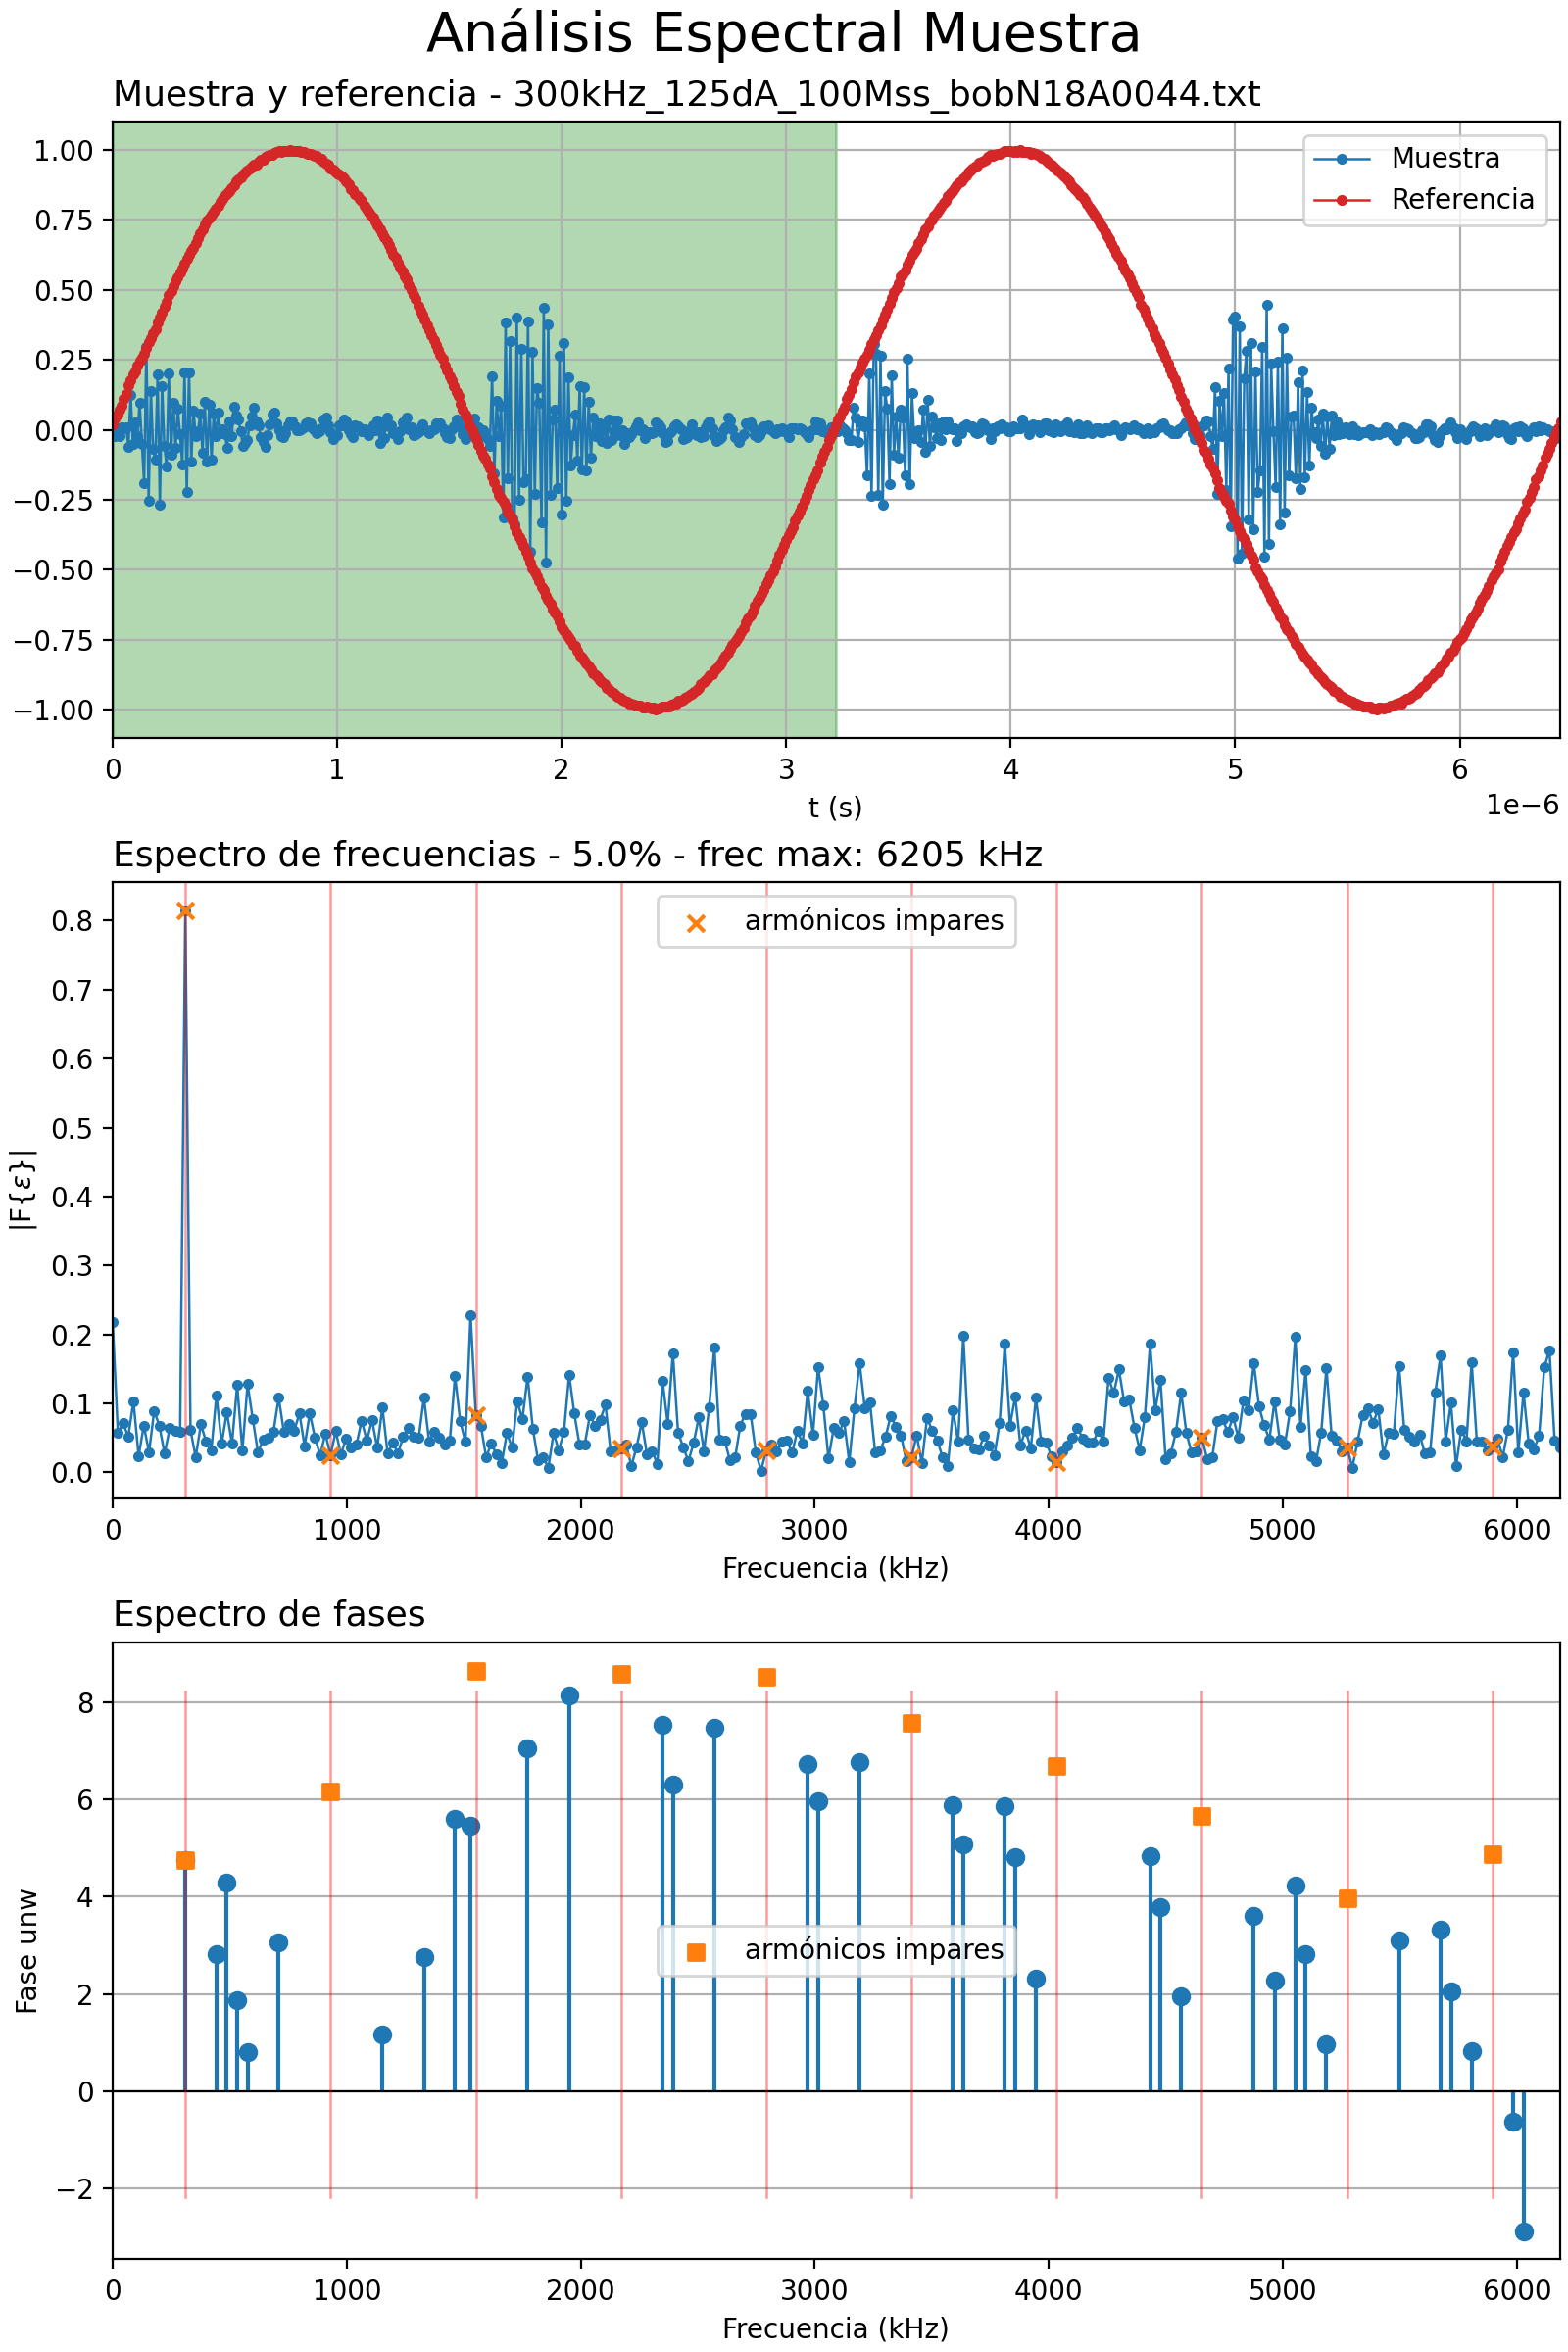 Análisis Espectral Muestra
Muestra y referencia - 300kHz_125dA_100Mss_bobN18A0044.txt
1.00
0.75
0.50
0.25
0.00
−0.25
−0.50
−0.75
−1.00
Muestra
Referencia
0 1 2 3 4 5 6
t (s)
1e−6
Espectro de frecuencias - 5.0% - frec max: 6205 kHz
|F{ε}|
0.8
0.7
0.6
0.5
0.4
0.3
0.2
0.1
0.0
armónicos impares
0 1000 2000 3000 4000 5000 6000
Frecuencia (kHz)
Espectro de fases
Fase unw
8
6
4
2
0
−2
armónicos impares
0 1000 2000 3000 4000 5000 6000
Frecuencia (kHz)